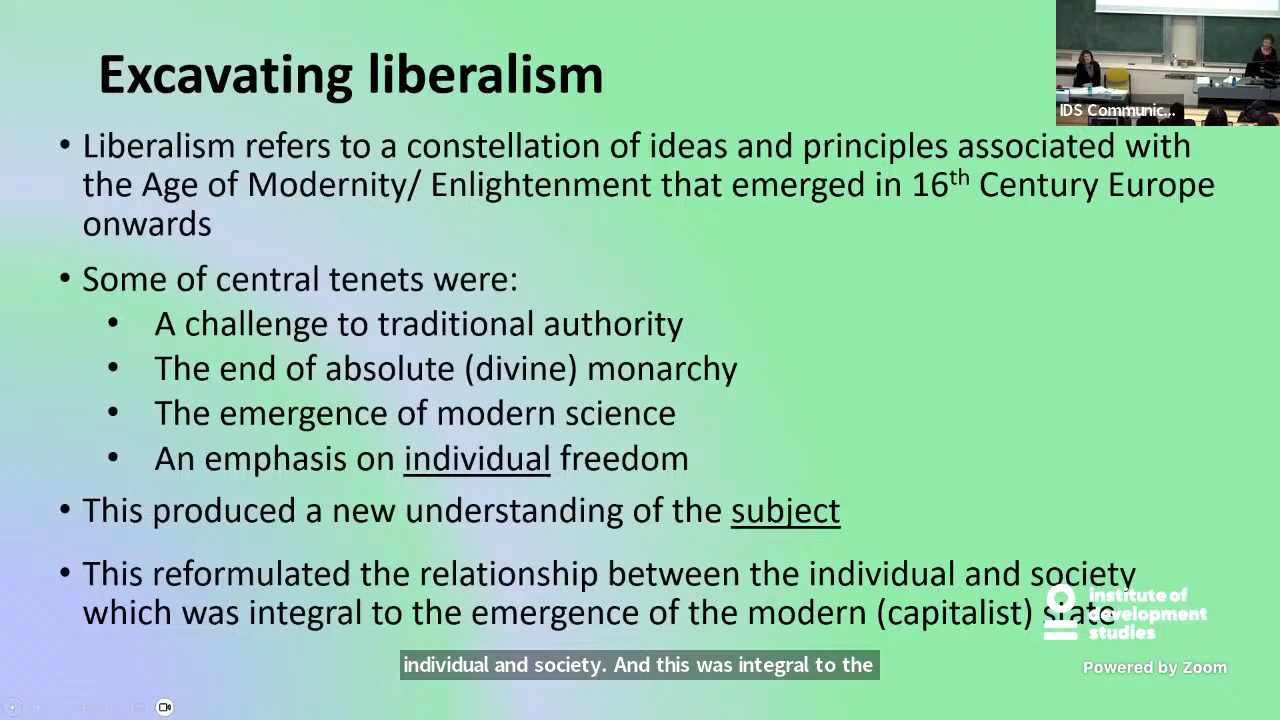 Excavating liberalism
IDS Communic...
• Liberalism refers to a constellation of ideas and principles associated with
the Age of Modernity/ Enlightenment that emerged in 16th Century Europe
onwards
• Some of central tenets were:
• A challenge to traditional authority
• The end of absolute (divine) monarchy
• The emergence of modern science
• An emphasis on individual freedom
• This produced a new understanding of the subject
• This reformulated the relationship between the individual and society
which was integral to the emergence of the modern (capitalist) state
institute of
development
studies
individual and society. And this was integral to the
Powered by Zoom